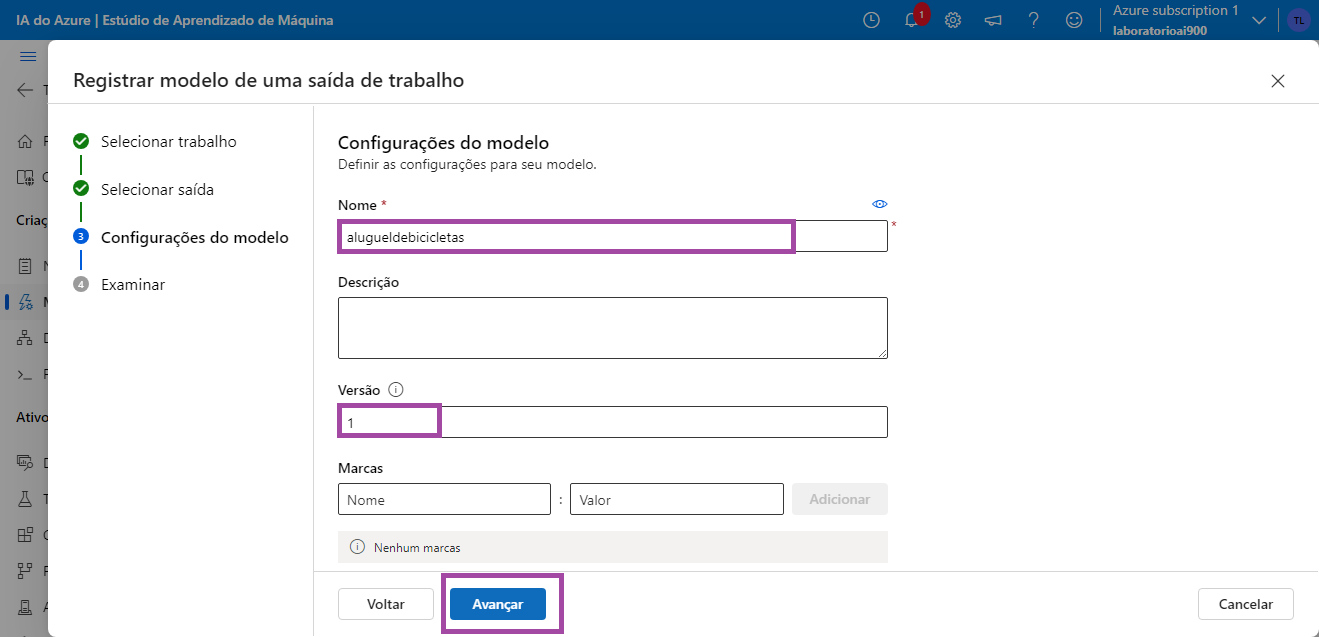 IA do Azure | Estúdio de Aprendizado de Máquina
1
Azure subscription 1
laboratorioai900
TL
Registrar modelo de uma saída de trabalho
Selecionar trabalho
Selecionar saída
3 Configurações do modelo
4 Examinar
Configurações do modelo
Definir as configurações para seu modelo.
Nome *
alugueldebicicletas
*
Descrição
Versão
1
Marcas
Nome : Valor Adicionar
Nenhum marcas
Voltar Avançar Cancelar